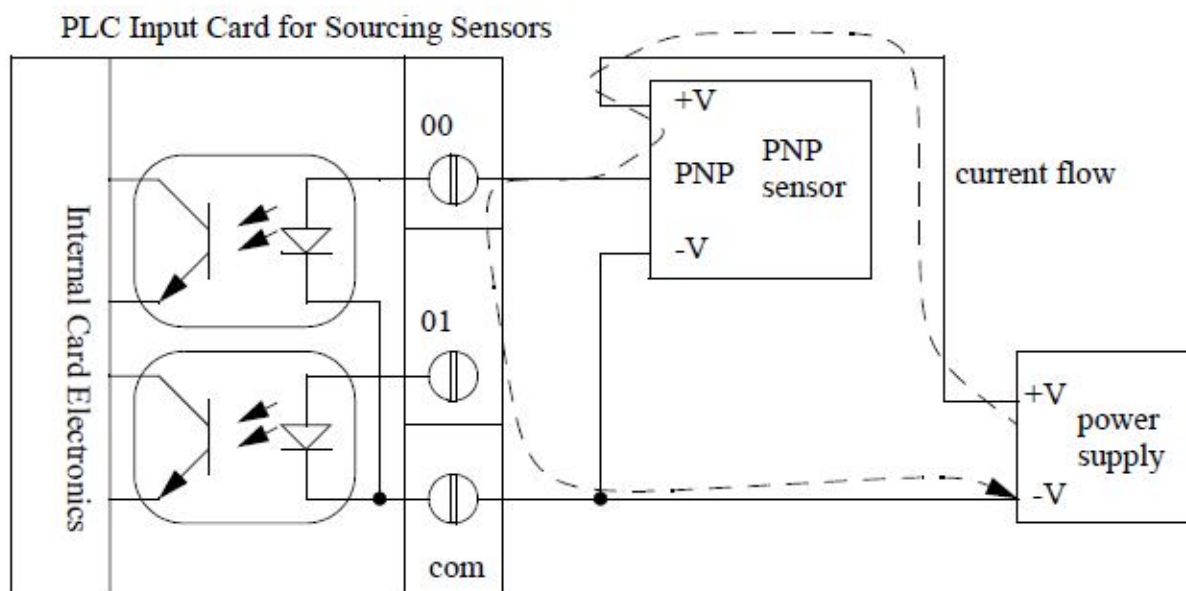 PLC Input Card for Sourcing Sensors
00
+V
PNP
PNP
sensor
-V
current flow
Internal Card Electronics
01
+V
power
supply
-V
com